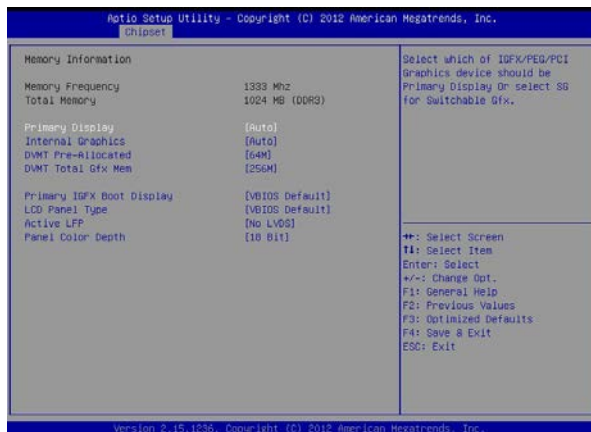 Aptio Setup Utility - Copyright (C) 2012 American Megatrends, Inc.
Chipset
Memory Information
Memory Frequency 1333 Mhz
Total Memory 1024 MB (DDR3)
Primary Display [Auto]
Internal Graphics [Auto]
DVMT Pre-Allocated [64M]
DVMT Total Gfx Mem [256M]
Primary IGFX Boot Display [VBIOS Default]
LCD Panel Type [VBIOS Default]
Active LFP [No LVDS]
Panel Color Depth [18 Bit]
Select which of IGFX/PEG/PCI
Graphics device should be
Primary Display Or select SG
for Switchable Gfx.
↔: Select Screen
↑↓: Select Item
Enter: Select
+/-: Change Opt.
F1: General Help
F2: Previous Values
F3: Optimized Defaults
F4: Save & Exit
ESC: Exit
Version 2.15.1236. Copyright (C) 2012 American Megatrends, Inc.